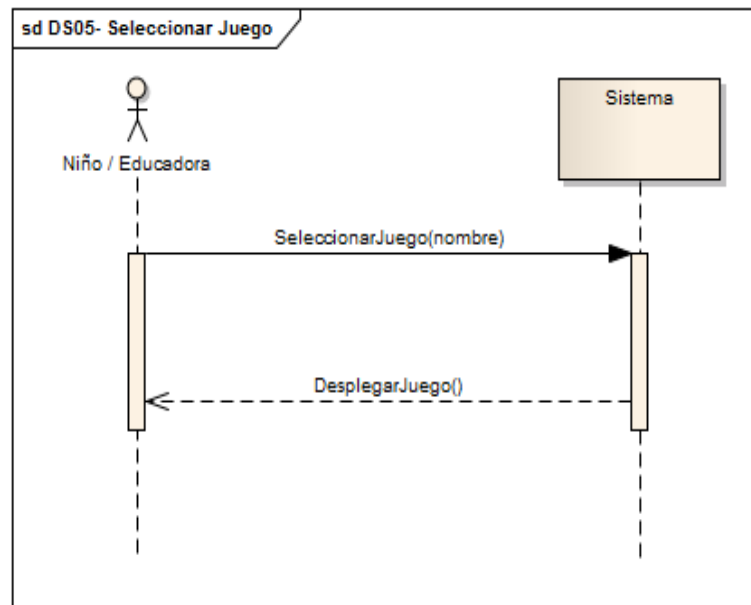 sd DS05- Seleccionar Juego
Sistema
Niño / Educadora
SeleccionarJuego(nombre)
DesplegarJuego()